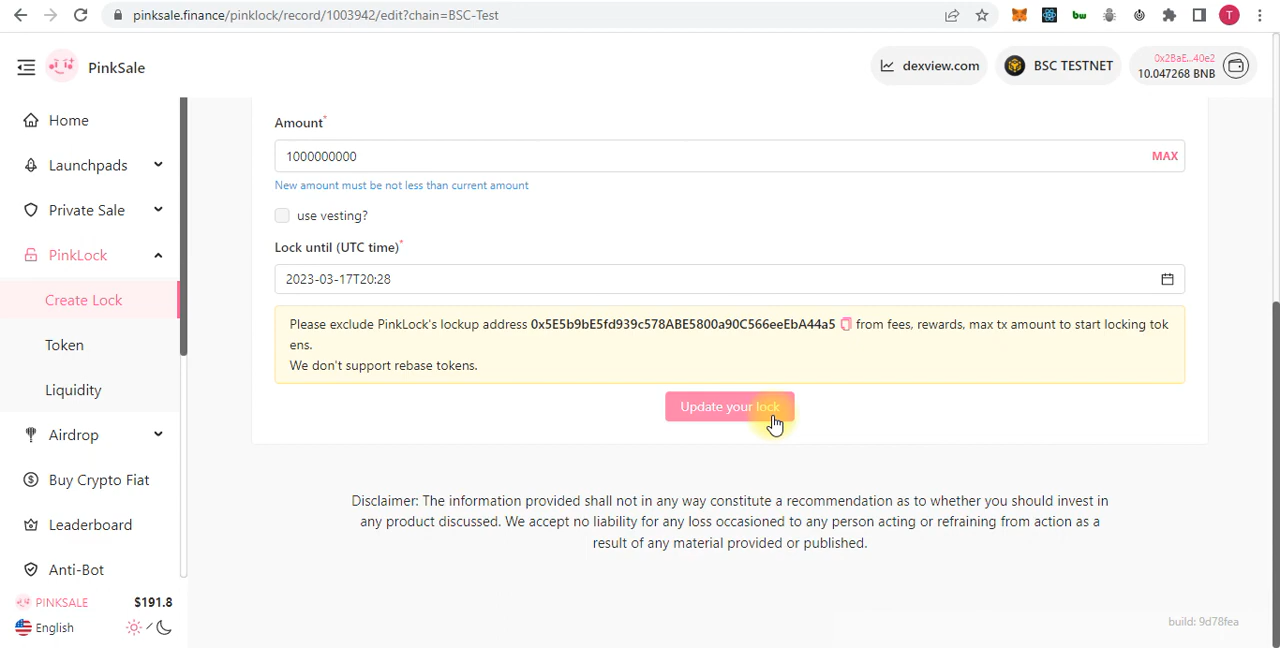 pinksale.finance/pinklock/record/1003942/edit?chain=BSC-Test
bw
T
PinkSale
dexview.com
BSC TESTNET
0x2BaE...40e2
10.047268 BNB
Home
Launchpads
Private Sale
PinkLock
Create Lock
Token
Liquidity
Airdrop
Buy Crypto Fiat
Leaderboard
Anti-Bot
PINKSALE $191.8
English
Amount*
1000000000 MAX
New amount must be not less than current amount
use vesting?
Lock until (UTC time)*
2023-03-17T20:28
Please exclude PinkLock's lockup address 0x5E5b9bE5fd939c578ABE5800a90C566eeEbA44a5 from fees, rewards, max tx amount to start locking tok
ens.
We don't support rebase tokens.
Update your lock
Disclaimer: The information provided shall not in any way constitute a recommendation as to whether you should invest in
any product discussed. We accept no liability for any loss occasioned to any person acting or refraining from action as a
result of any material provided or published.
build: 9d78fea